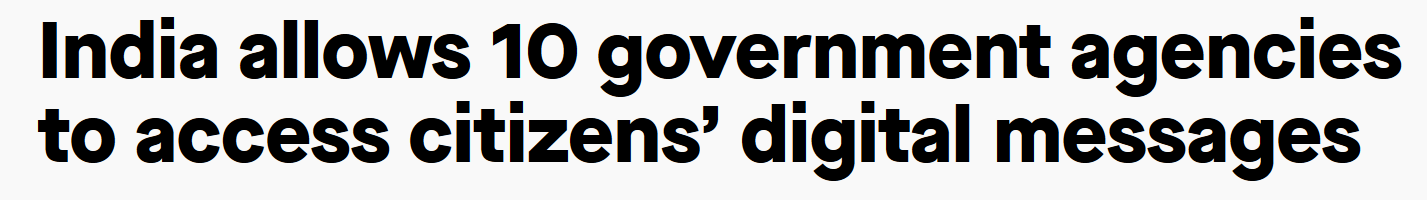 India allows 10 government agencies
to access citizens’ digital messages